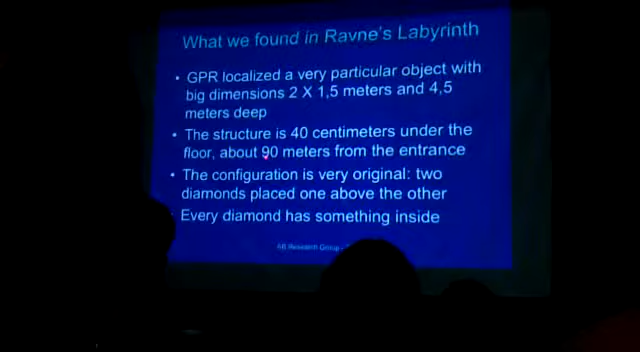 What we found in Ravne's Labyrinth
• GPR localized a very particular object with
big dimensions 2 X 1,5 meters and 4,5
meters deep
• The structure is 40 centimeters under the
floor, about 90 meters from the entrance
• The configuration is very original: two
diamonds placed one above the other
• Every diamond has something inside
Research Group -